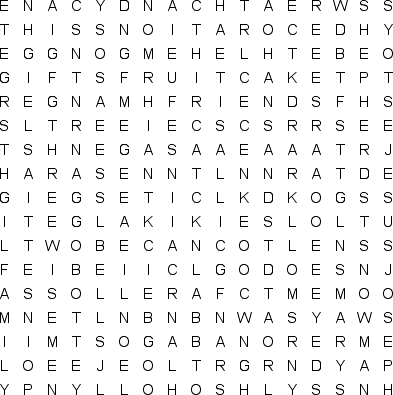 E N A C Y D N A C H T A E R W S S
T H I S S N O I T A R O C E D H Y
E G G N O G M E H E L H T E B E O
G I F T S F R U I T C A K E T P T
R E G N A M H F R I E N D S F H S
S L T R E E I E C S C S R R S E E
T S H N E G A S A A E A A A T R J
H A R A S E N N T L N N R A T D E
G I E G S E T I C L K D K O G S S
I T E G L A K I K I E S L O L T U
L T W O B E C A N C O T L E N S S
F E I B E I I C L G O D O E S N J
A S S O L L E R A F C T M E M O O
M N E T L N B N B N W A S Y A W S
I I M T S O G A B A N O R E R M E
L O E E J E O L T R G R N D Y A P
Y P N Y L L O H O S H L Y S S N H